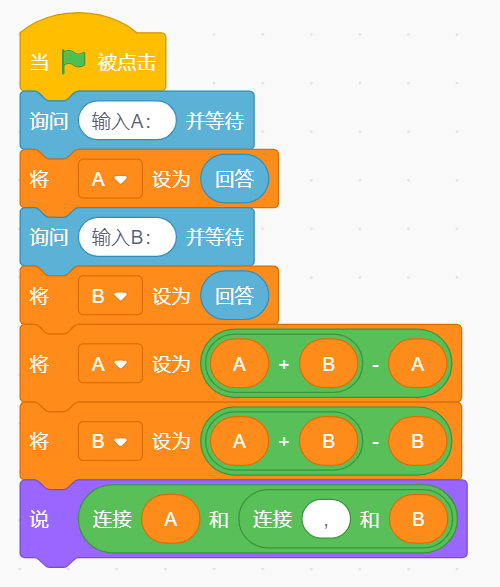 当 被点击
询问 输入A: 并等待
将 A 设为 回答
询问 输入B: 并等待
将 B 设为 回答
将 A 设为 A + B - A
将 B 设为 A + B - B
说 连接 A 和 连接 , 和 B